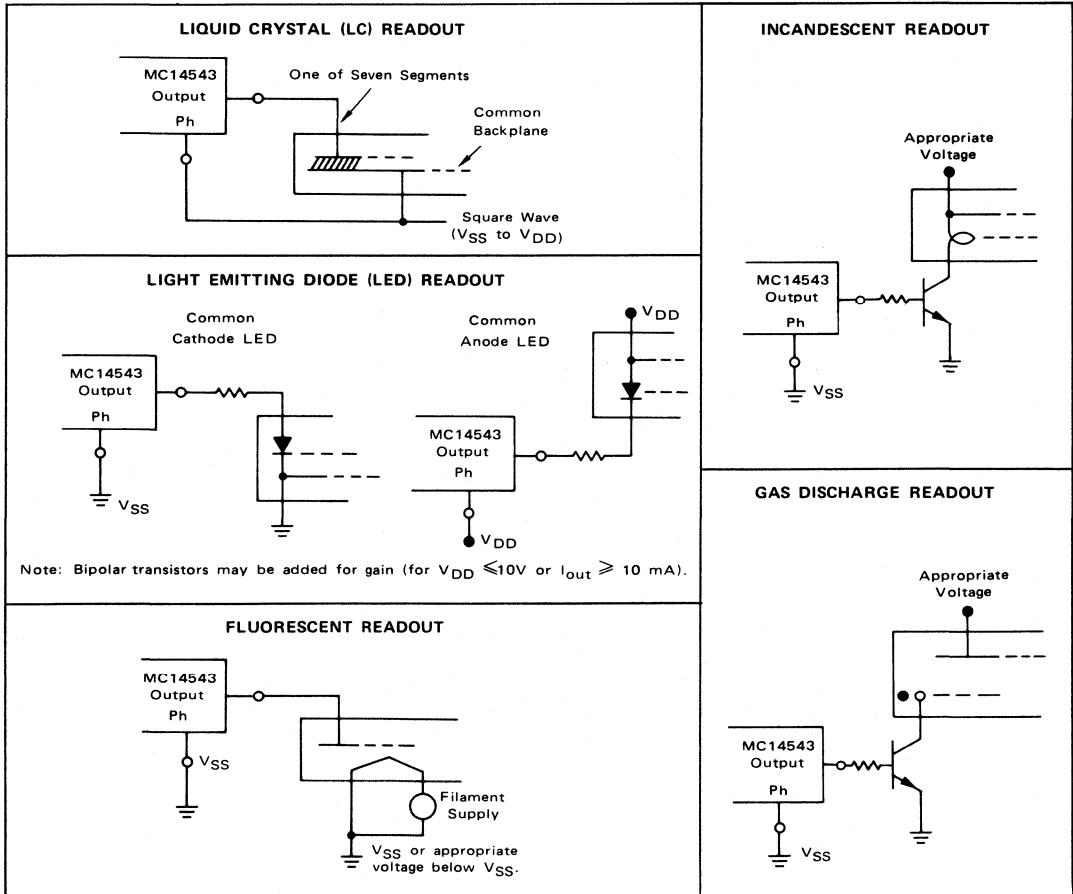 LIQUID CRYSTAL (LC) READOUT
MC14543
Output
Ph
One of Seven Segments
Common
Backplane
Square Wave
(VSS to VDD)
LIGHT EMITTING DIODE (LED) READOUT
Common
Cathode LED
MC14543
Output
Ph
VSS
Common
Anode LED
VDD
MC14543
Output
Ph
VDD
Note: Bipolar transistors may be added for gain (for VDD ⩽10V or Iout ⩾ 10 mA).
FLUORESCENT READOUT
MC14543
Output
Ph
VSS
Filament
Supply
VSS or appropriate
voltage below VSS.
INCANDESCENT READOUT
Appropriate
Voltage
MC14543
Output
Ph
VSS
GAS DISCHARGE READOUT
Appropriate
Voltage
MC14543
Output
Ph
VSS